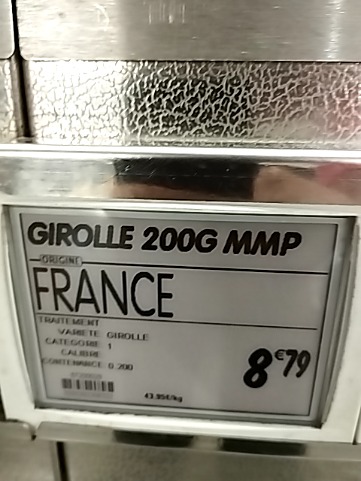 GIROLLE 200G MMP
ORIGINE
FRANCE
TRAITEMENT
VARIETE GIROLLE
CATEGORIE 1
CALIBRE
CONTENANCE 0.200
8€79
43.95€/kg